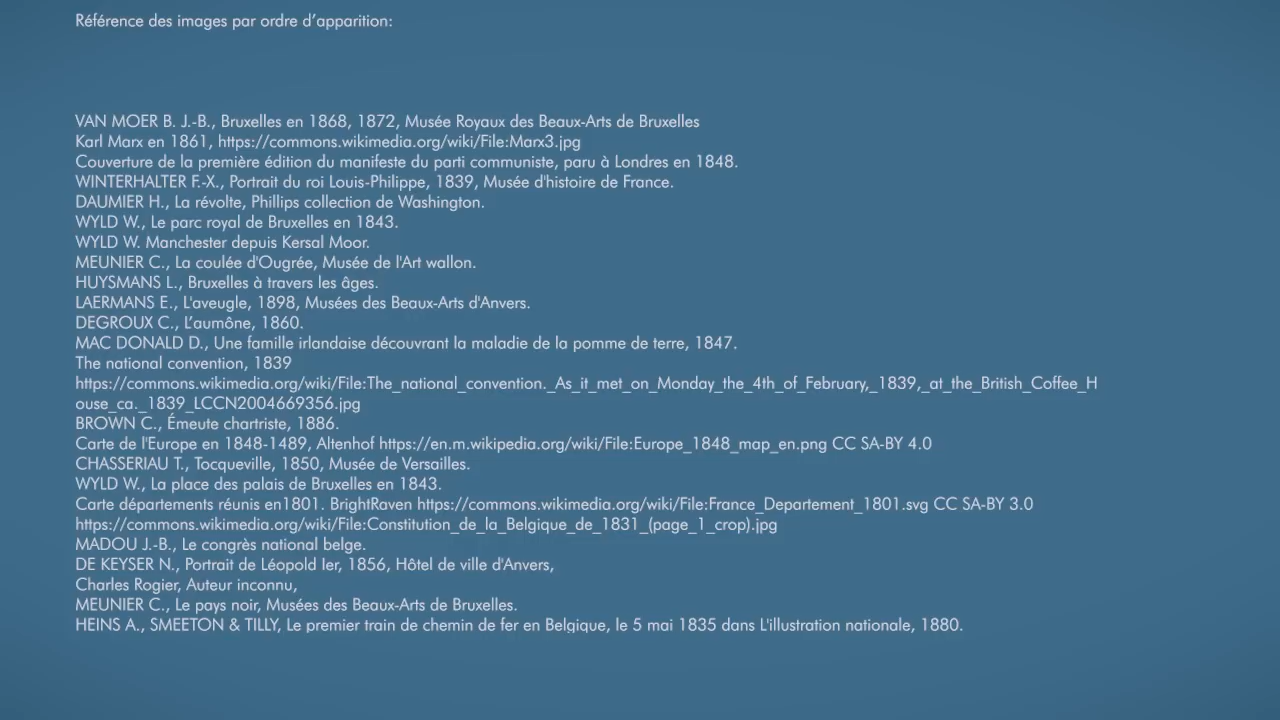 Référence des images par ordre d’apparition:
VAN MOER B. J.-B., Bruxelles en 1868, 1872, Musée Royaux des Beaux-Arts de Bruxelles
Karl Marx en 1861, https://commons.wikimedia.org/wiki/File:Marx3.jpg
Couverture de la première édition du manifeste du parti communiste, paru à Londres en 1848.
WINTERHALTER F.-X., Portrait du roi Louis-Philippe, 1839, Musée d'histoire de France.
DAUMIER H., La révolte, Phillips collection de Washington.
WYLD W., Le parc royal de Bruxelles en 1843.
WYLD W. Manchester depuis Kersal Moor.
MEUNIER C., La coulée d'Ougrée, Musée de l'Art wallon.
HUYSMANS L., Bruxelles à travers les âges.
LAERMANS E., L'aveugle, 1898, Musées des Beaux-Arts d'Anvers.
DEGROUX C., L’aumône, 1860.
MAC DONALD D., Une famille irlandaise découvrant la maladie de la pomme de terre, 1847.
The national convention, 1839
https://commons.wikimedia.org/wiki/File:The_national_convention._As_it_met_on_Monday_the_4th_of_February,_1839,_at_the_British_Coffee_H
ouse_ca._1839_LCCN2004669356.jpg
BROWN C., Émeute chartriste, 1886.
Carte de l'Europe en 1848-1489, Altenhof https://en.m.wikipedia.org/wiki/File:Europe_1848_map_en.png CC SA-BY 4.0
CHASSERIAU T., Tocqueville, 1850, Musée de Versailles.
WYLD W., La place des palais de Bruxelles en 1843.
Carte départements réunis en1801. BrightRaven https://commons.wikimedia.org/wiki/File:France_Departement_1801.svg CC SA-BY 3.0
https://commons.wikimedia.org/wiki/File:Constitution_de_la_Belgique_de_1831_(page_1_crop).jpg
MADOU J.-B., Le congrès national belge.
DE KEYSER N., Portrait de Léopold Ier, 1856, Hôtel de ville d'Anvers,
Charles Rogier, Auteur inconnu,
MEUNIER C., Le pays noir, Musées des Beaux-Arts de Bruxelles.
HEINS A., SMEETON & TILLY, Le premier train de chemin de fer en Belgique, le 5 mai 1835 dans L'illustration nationale, 1880.